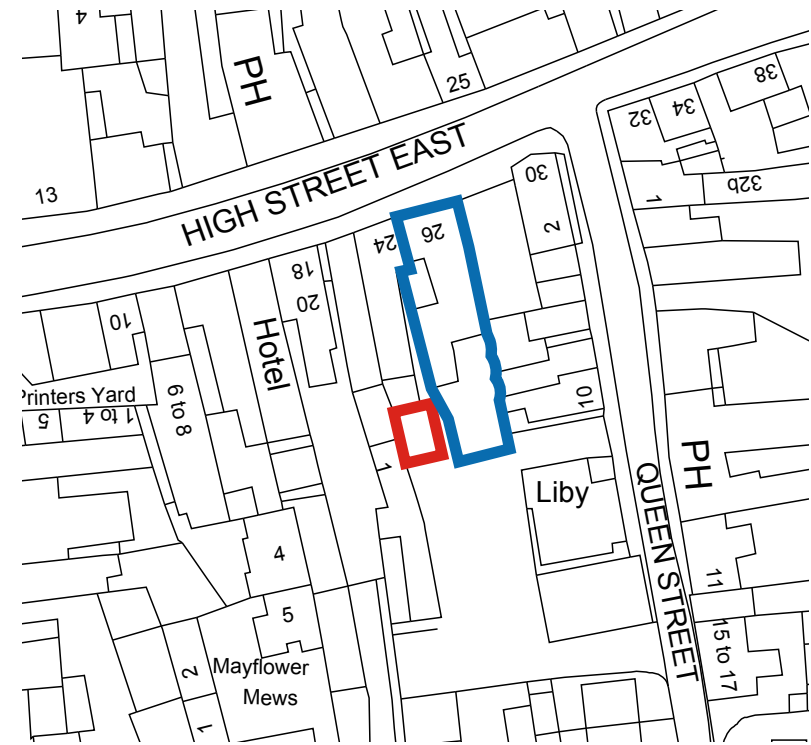 4
PH
25
38
34
32
HIGH STREET EAST
30
32b
1
13
26
24
2
18
20
10
Hotel
Printers Yard
6 to 8
5
1 to 4
10
1
PH
Liby
QUEEN STREET
4
11
5
15 to 17
Mayflower
Mews
2
1